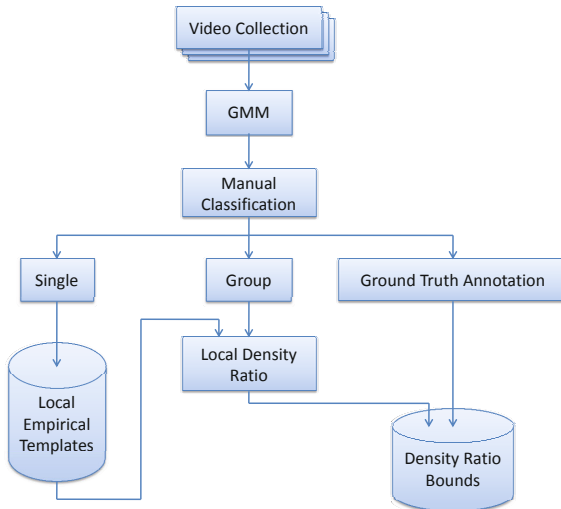 Video Collection
GMM
Manual
Classification
Single
Group
Ground Truth Annotation
Local Density
Ratio
Local
Empirical
Templates
Density Ratio
Bounds